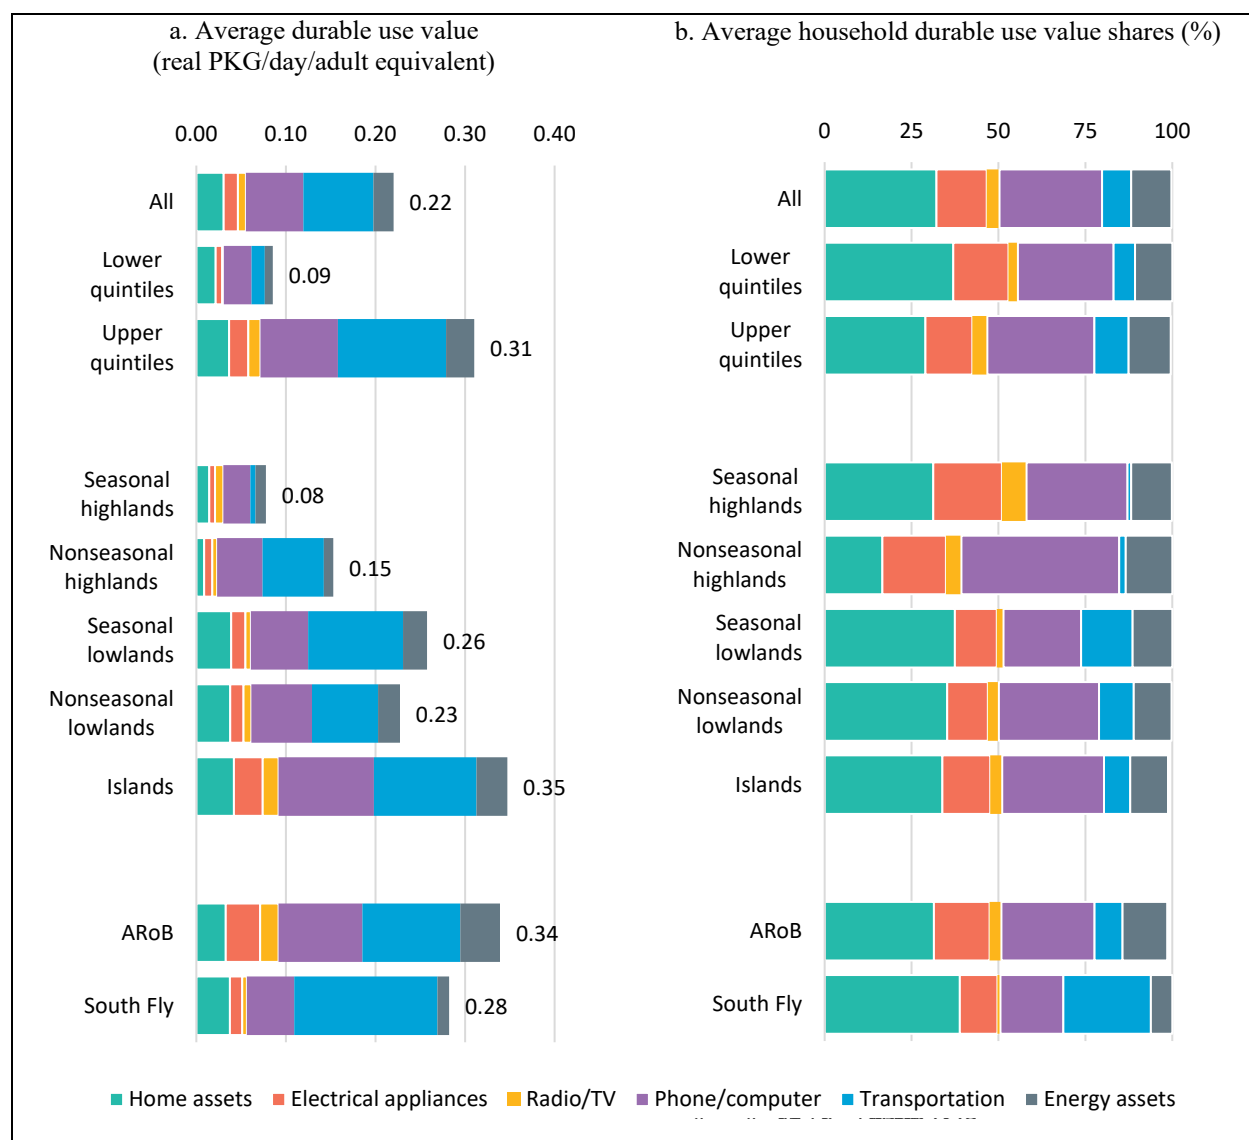 a. Average durable use value
(real PKG/day/adult equivalent)
b. Average household durable use value shares (%)
0.00 0.10 0.20 0.30 0.40
0 25 50 75 100
All
0.22
Lower
quintiles
0.09
Upper
quintiles
0.31
Seasonal
highlands
0.08
Nonseasonal
highlands
0.15
Seasonal
lowlands
0.26
Nonseasonal
lowlands
0.23
Islands
0.35
ARoB
0.34
South Fly
0.28
All
Lower
quintiles
Upper
quintiles
Seasonal
highlands
Nonseasonal
highlands
Seasonal
lowlands
Nonseasonal
lowlands
Islands
ARoB
South Fly
Home assets Electrical appliances Radio/TV Phone/computer Transportation Energy assets